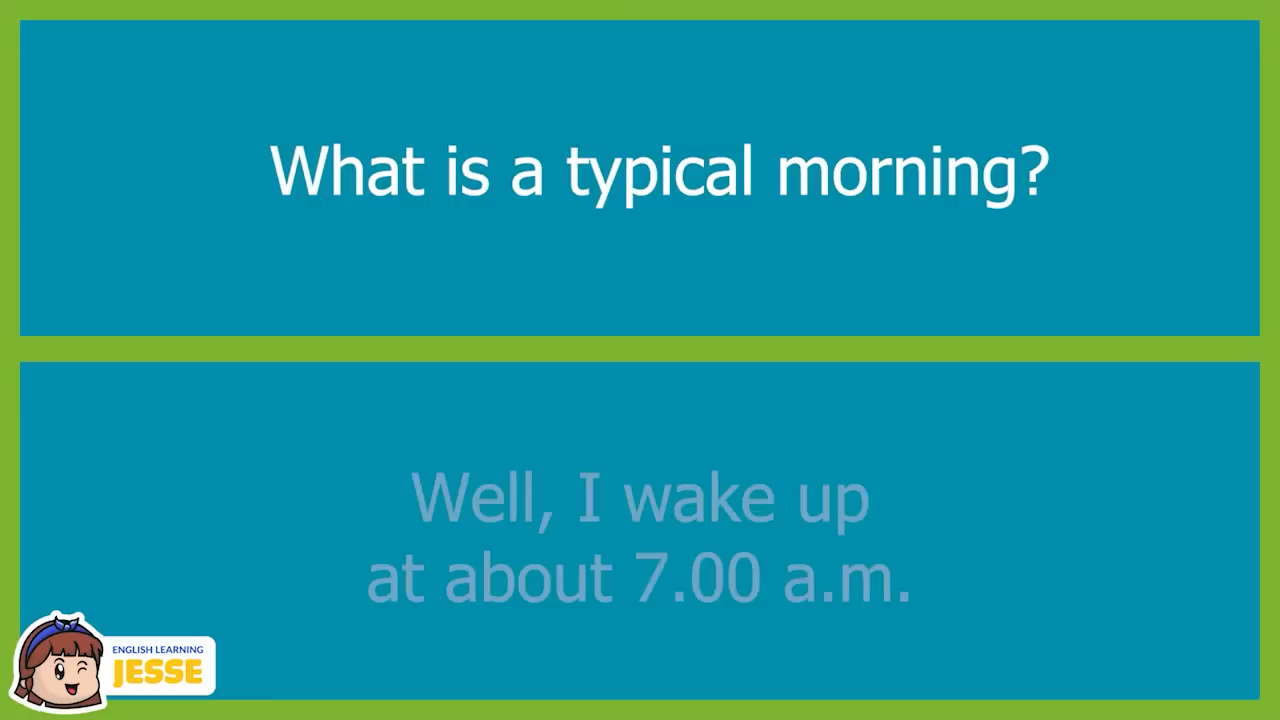 What is a typical morning?
Well, I wake up
at about 7.00 a.m.
ENGLISH LEARNING
JESSE